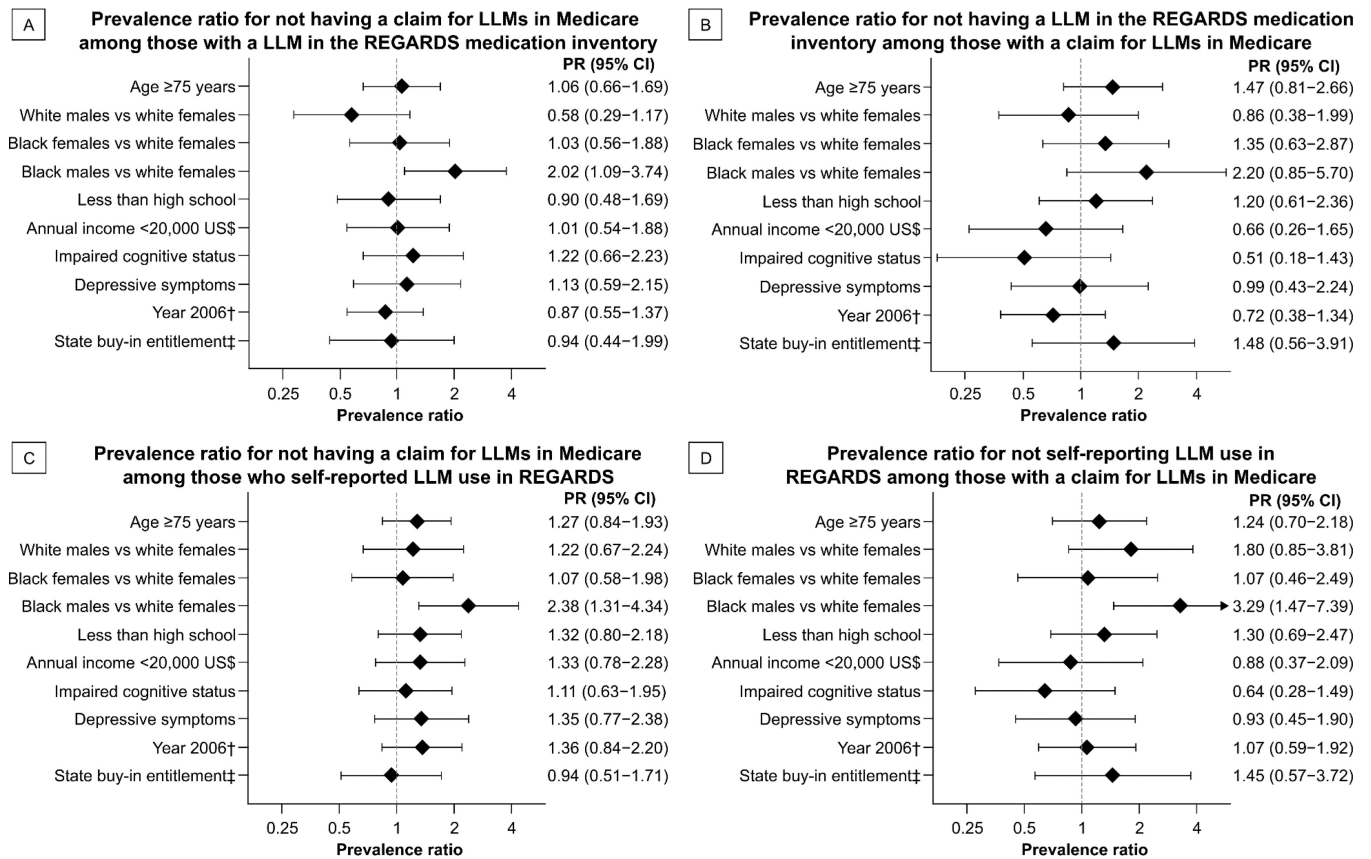 A
Prevalence ratio for not having a claim for LLMs in Medicare
among those with a LLM in the REGARDS medication inventory
PR (95% CI)
Age ≥75 years 1.06 (0.66−1.69)
White males vs white females 0.58 (0.29−1.17)
Black females vs white females 1.03 (0.56−1.88)
Black males vs white females 2.02 (1.09−3.74)
Less than high school 0.90 (0.48−1.69)
Annual income <20,000 US$ 1.01 (0.54−1.88)
Impaired cognitive status 1.22 (0.66−2.23)
Depressive symptoms 1.13 (0.59−2.15)
Year 2006† 0.87 (0.55−1.37)
State buy-in entitlement‡ 0.94 (0.44−1.99)
0.25 0.5 1 2 4
Prevalence ratio
B
Prevalence ratio for not having a LLM in the REGARDS medication
inventory among those with a claim for LLMs in Medicare
PR (95% CI)
Age ≥75 years 1.47 (0.81−2.66)
White males vs white females 0.86 (0.38−1.99)
Black females vs white females 1.35 (0.63−2.87)
Black males vs white females 2.20 (0.85−5.70)
Less than high school 1.20 (0.61−2.36)
Annual income <20,000 US$ 0.66 (0.26−1.65)
Impaired cognitive status 0.51 (0.18−1.43)
Depressive symptoms 0.99 (0.43−2.24)
Year 2006† 0.72 (0.38−1.34)
State buy-in entitlement‡ 1.48 (0.56−3.91)
0.25 0.5 1 2 4
Prevalence ratio
C
Prevalence ratio for not having a claim for LLMs in Medicare
among those who self-reported LLM use in REGARDS
PR (95% CI)
Age ≥75 years 1.27 (0.84−1.93)
White males vs white females 1.22 (0.67−2.24)
Black females vs white females 1.07 (0.58−1.98)
Black males vs white females 2.38 (1.31−4.34)
Less than high school 1.32 (0.80−2.18)
Annual income <20,000 US$ 1.33 (0.78−2.28)
Impaired cognitive status 1.11 (0.63−1.95)
Depressive symptoms 1.35 (0.77−2.38)
Year 2006† 1.36 (0.84−2.20)
State buy-in entitlement‡ 0.94 (0.51−1.71)
0.25 0.5 1 2 4
Prevalence ratio
D
Prevalence ratio for not self-reporting LLM use in
REGARDS among those with a claim for LLMs in Medicare
PR (95% CI)
Age ≥75 years 1.24 (0.70−2.18)
White males vs white females 1.80 (0.85−3.81)
Black females vs white females 1.07 (0.46−2.49)
Black males vs white females 3.29 (1.47−7.39)
Less than high school 1.30 (0.69−2.47)
Annual income <20,000 US$ 0.88 (0.37−2.09)
Impaired cognitive status 0.64 (0.28−1.49)
Depressive symptoms 0.93 (0.45−1.90)
Year 2006† 1.07 (0.59−1.92)
State buy-in entitlement‡ 1.45 (0.57−3.72)
0.25 0.5 1 2 4
Prevalence ratio